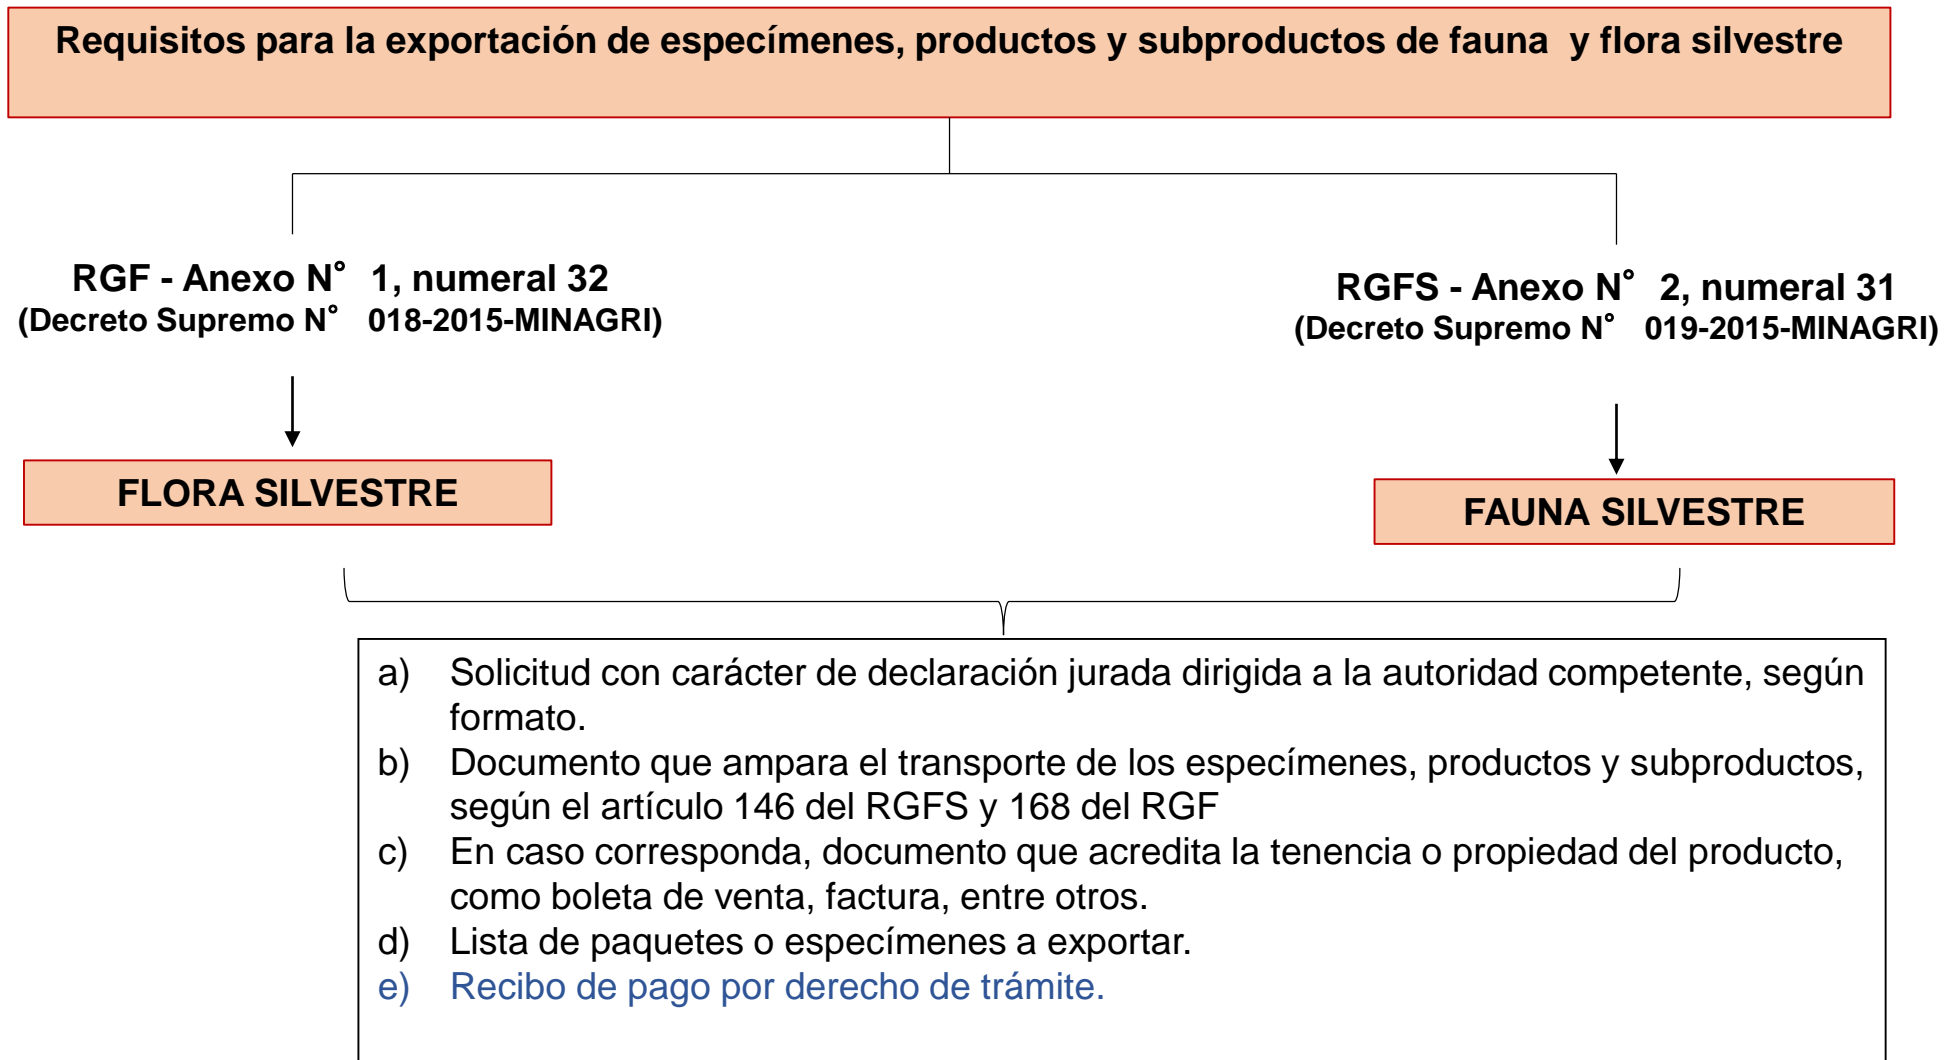 Requisitos para la exportación de especímenes, productos y subproductos de fauna y flora silvestre
RGF - Anexo N° 1, numeral 32
(Decreto Supremo N° 018-2015-MINAGRI)
RGFS - Anexo N° 2, numeral 31
(Decreto Supremo N° 019-2015-MINAGRI)
FLORA SILVESTRE
FAUNA SILVESTRE
a) Solicitud con carácter de declaración jurada dirigida a la autoridad competente, según
formato.
b) Documento que ampara el transporte de los especímenes, productos y subproductos,
según el artículo 146 del RGFS y 168 del RGF
c) En caso corresponda, documento que acredita la tenencia o propiedad del producto,
como boleta de venta, factura, entre otros.
d) Lista de paquetes o especímenes a exportar.
e) Recibo de pago por derecho de trámite.